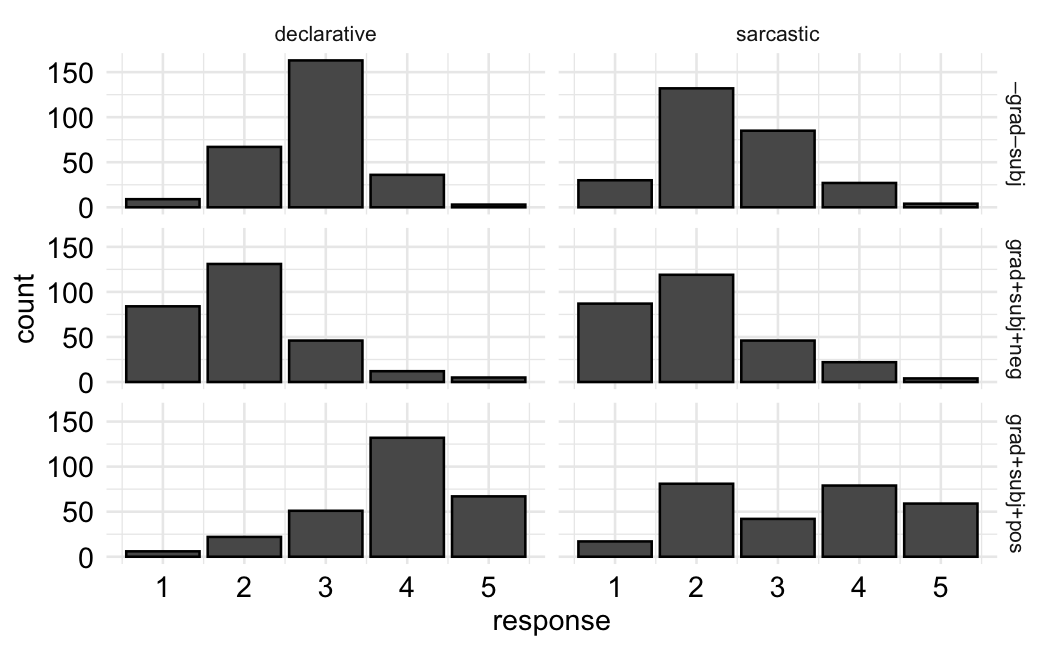 declarative
sarcastic
150
100
50
0
−grad−subj
150
100
50
0
grad+subj+neg
150
100
50
0
grad+subj+pos
count
1 2 3 4 5
1 2 3 4 5
response